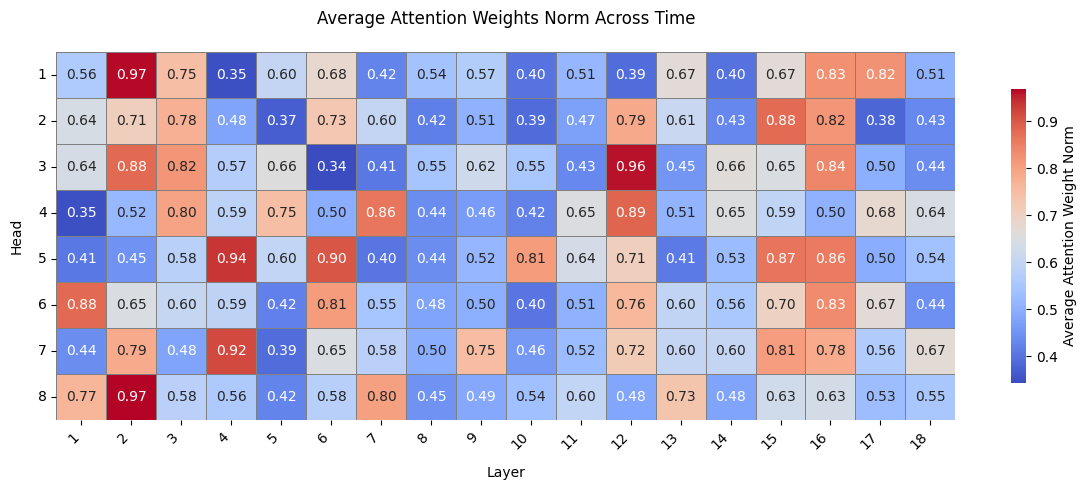 Average Attention Weights Norm Across Time
1 0.56 0.97 0.75 0.35 0.60 0.68 0.42 0.54 0.57 0.40 0.51 0.39 0.67 0.40 0.67 0.83 0.82 0.51
2 0.64 0.71 0.78 0.48 0.37 0.73 0.60 0.42 0.51 0.39 0.47 0.79 0.61 0.43 0.88 0.82 0.38 0.43
3 0.64 0.88 0.82 0.57 0.66 0.34 0.41 0.55 0.62 0.55 0.43 0.96 0.45 0.66 0.65 0.84 0.50 0.44
4 0.35 0.52 0.80 0.59 0.75 0.50 0.86 0.44 0.46 0.42 0.65 0.89 0.51 0.65 0.59 0.50 0.68 0.64
5 0.41 0.45 0.58 0.94 0.60 0.90 0.40 0.44 0.52 0.81 0.64 0.71 0.41 0.53 0.87 0.86 0.50 0.54
6 0.88 0.65 0.60 0.59 0.42 0.81 0.55 0.48 0.50 0.40 0.51 0.76 0.60 0.56 0.70 0.83 0.67 0.44
7 0.44 0.79 0.48 0.92 0.39 0.65 0.58 0.50 0.75 0.46 0.52 0.72 0.60 0.60 0.81 0.78 0.56 0.67
8 0.77 0.97 0.58 0.56 0.42 0.58 0.80 0.45 0.49 0.54 0.60 0.48 0.73 0.48 0.63 0.63 0.53 0.55
1 2 3 4 5 6 7 8 9 10 11 12 13 14 15 16 17 18
Layer
Head
0.9
0.8
0.7
0.6
0.5
0.4
Average Attention Weight Norm